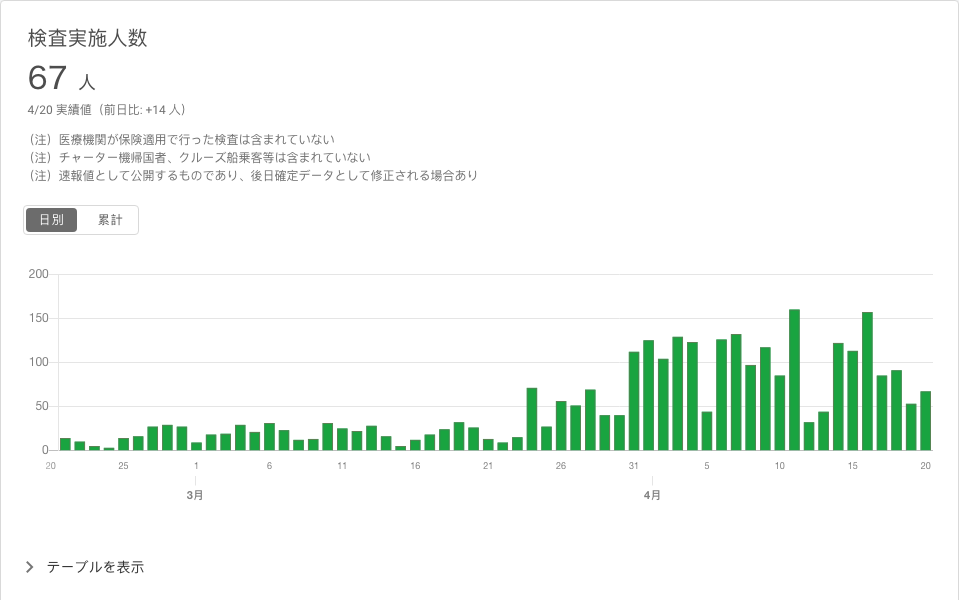 検査実施人数
67 人
4/20 実績値（前日比: +14 人）
（注）医療機関が保険適用で行った検査は含まれていない
（注）チャーター機帰国者、クルーズ船乗客等は含まれていない
（注）速報値として公開するものであり、後日確定データとして修正される場合あり
日別 累計
200
150
100
50
0
20 25 1 6 11 16 21 26 31 5 10 15 20
3月 4月
テーブルを表示